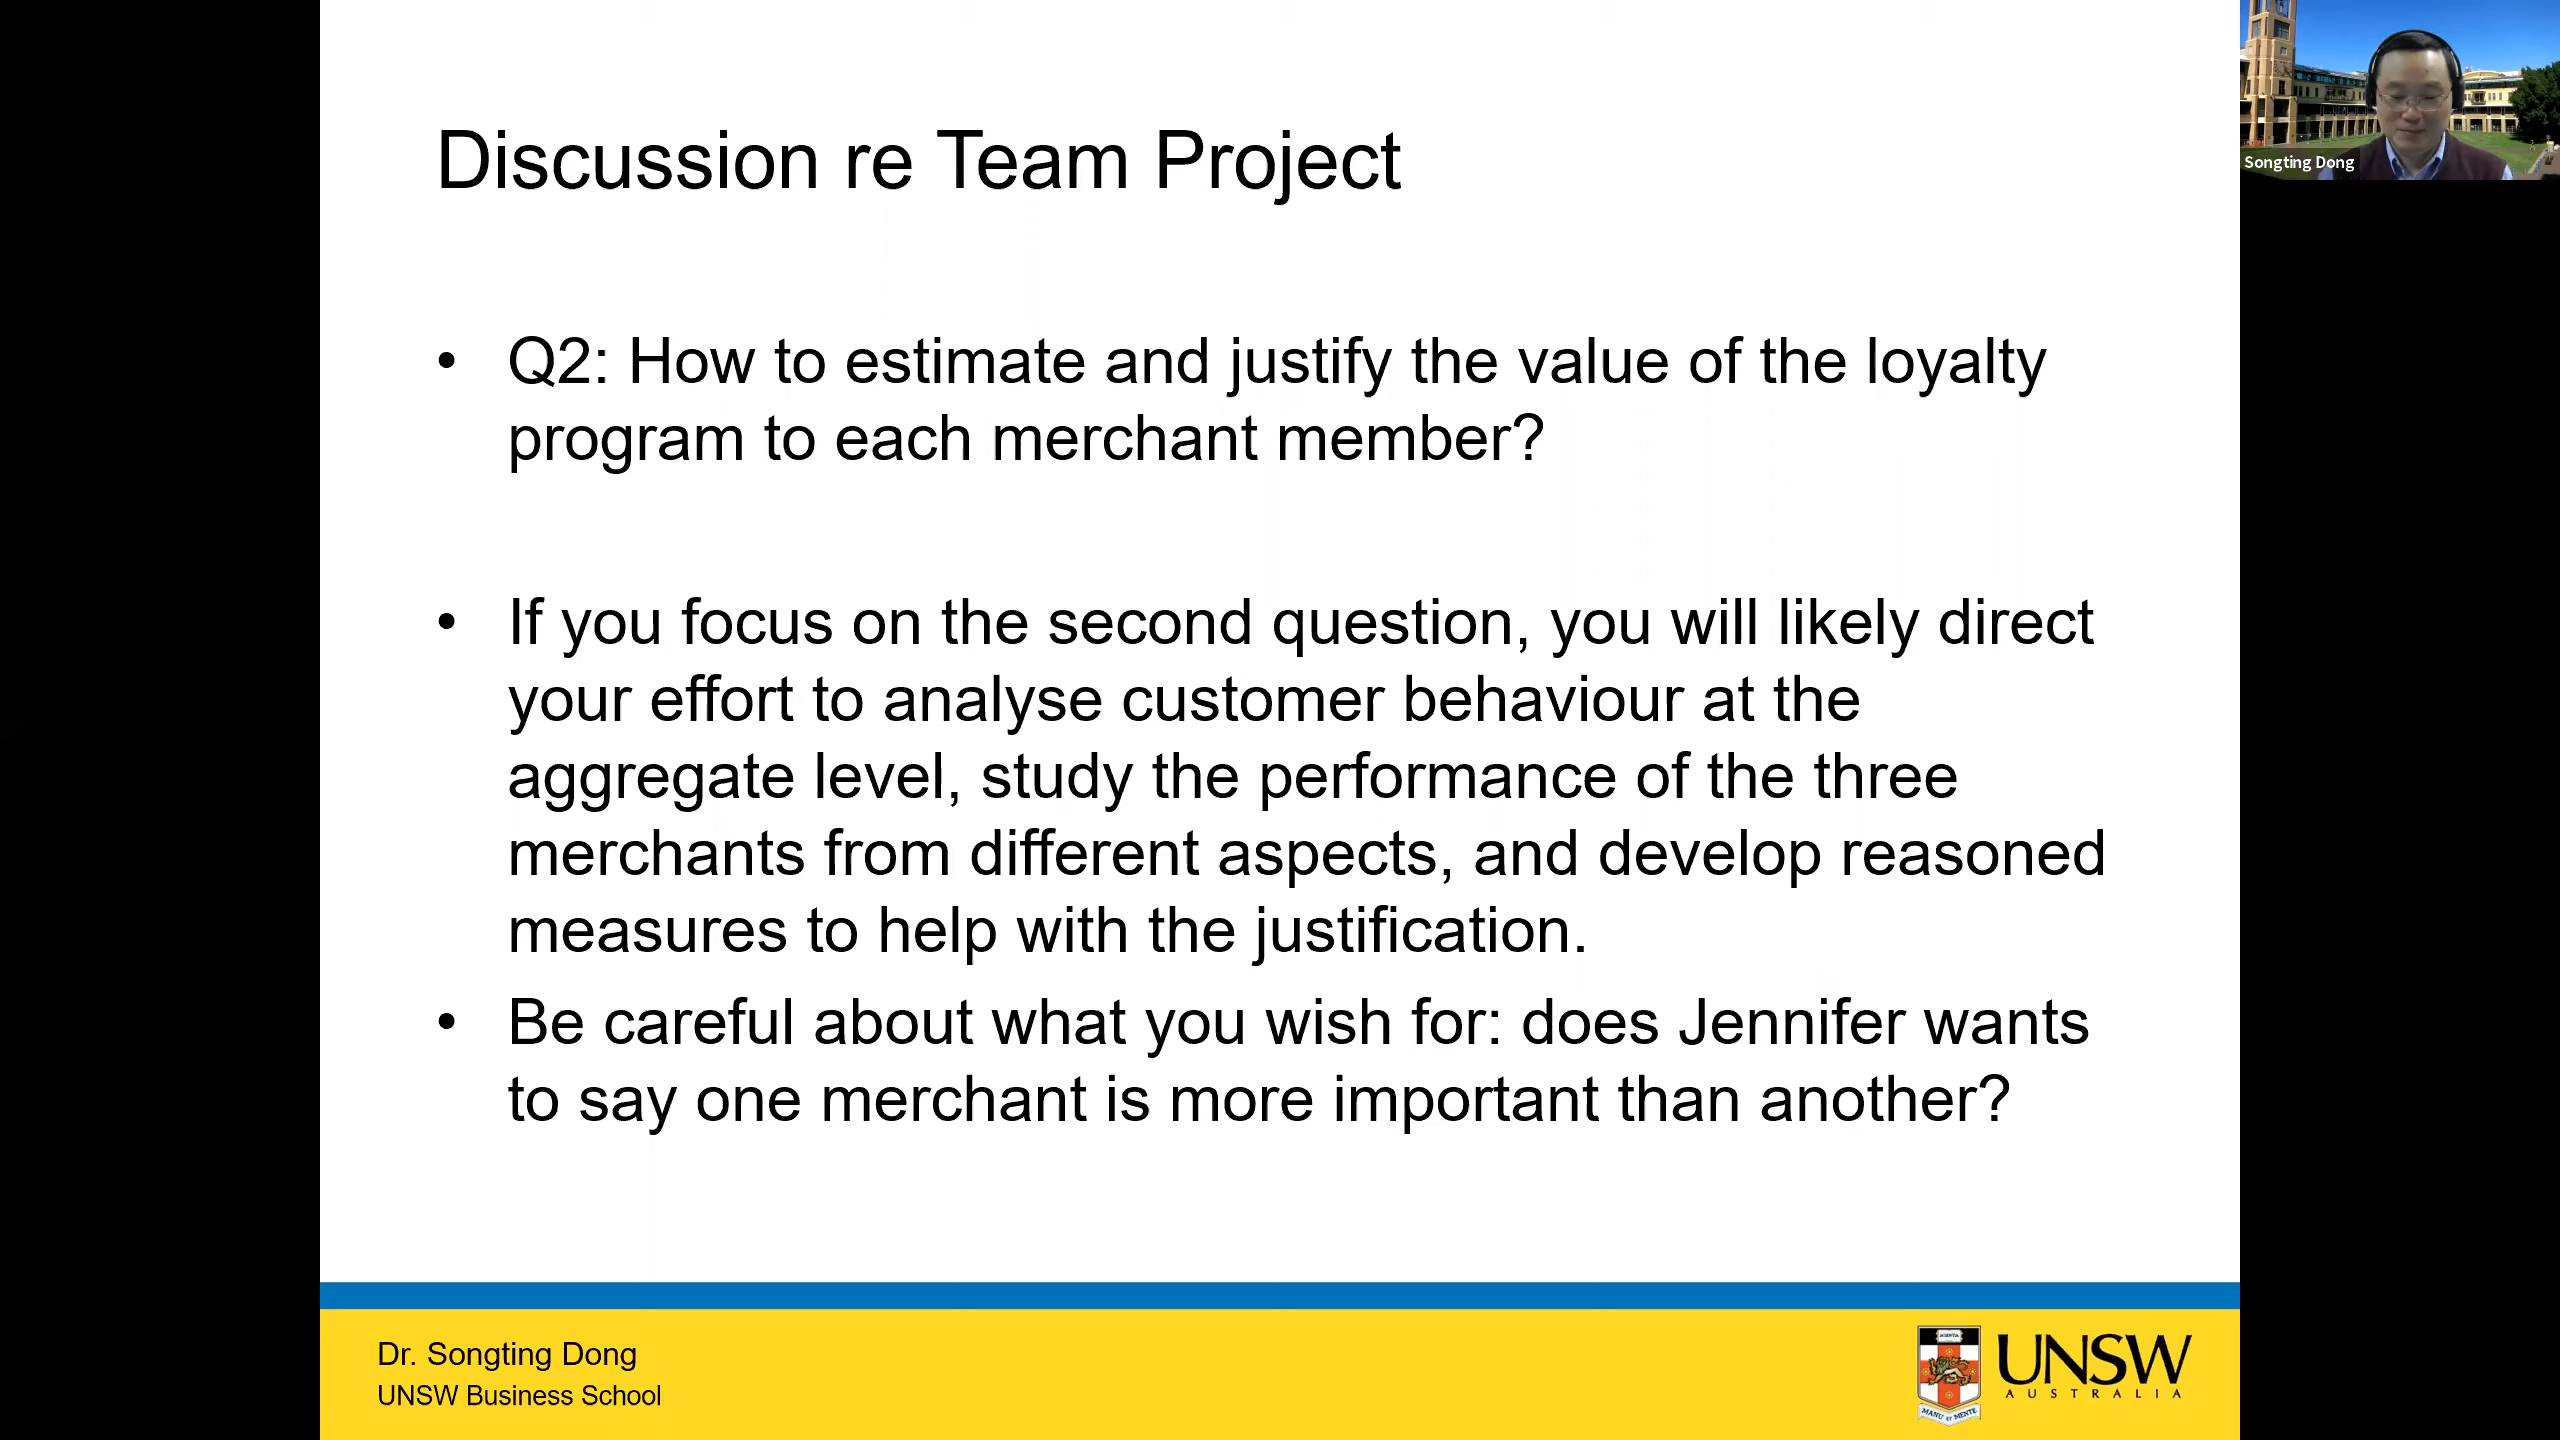 Discussion re Team Project
• Q2: How to estimate and justify the value of the loyalty
program to each merchant member?
• If you focus on the second question, you will likely direct
your effort to analyse customer behaviour at the
aggregate level, study the performance of the three
merchants from different aspects, and develop reasoned
measures to help with the justification.
• Be careful about what you wish for: does Jennifer wants
to say one merchant is more important than another?
Songting Dong
Dr. Songting Dong
UNSW Business School
UNSW
AUSTRALIA
SCIENTIA
MANU ET MENTE